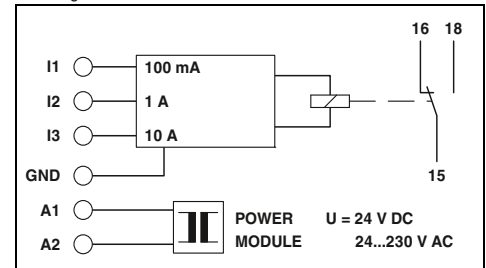 16 18
I1 100 mA
I2 1 A
I3 10 A
GND
15
A1
POWER U = 24 V DC
A2 MODULE 24...230 V AC